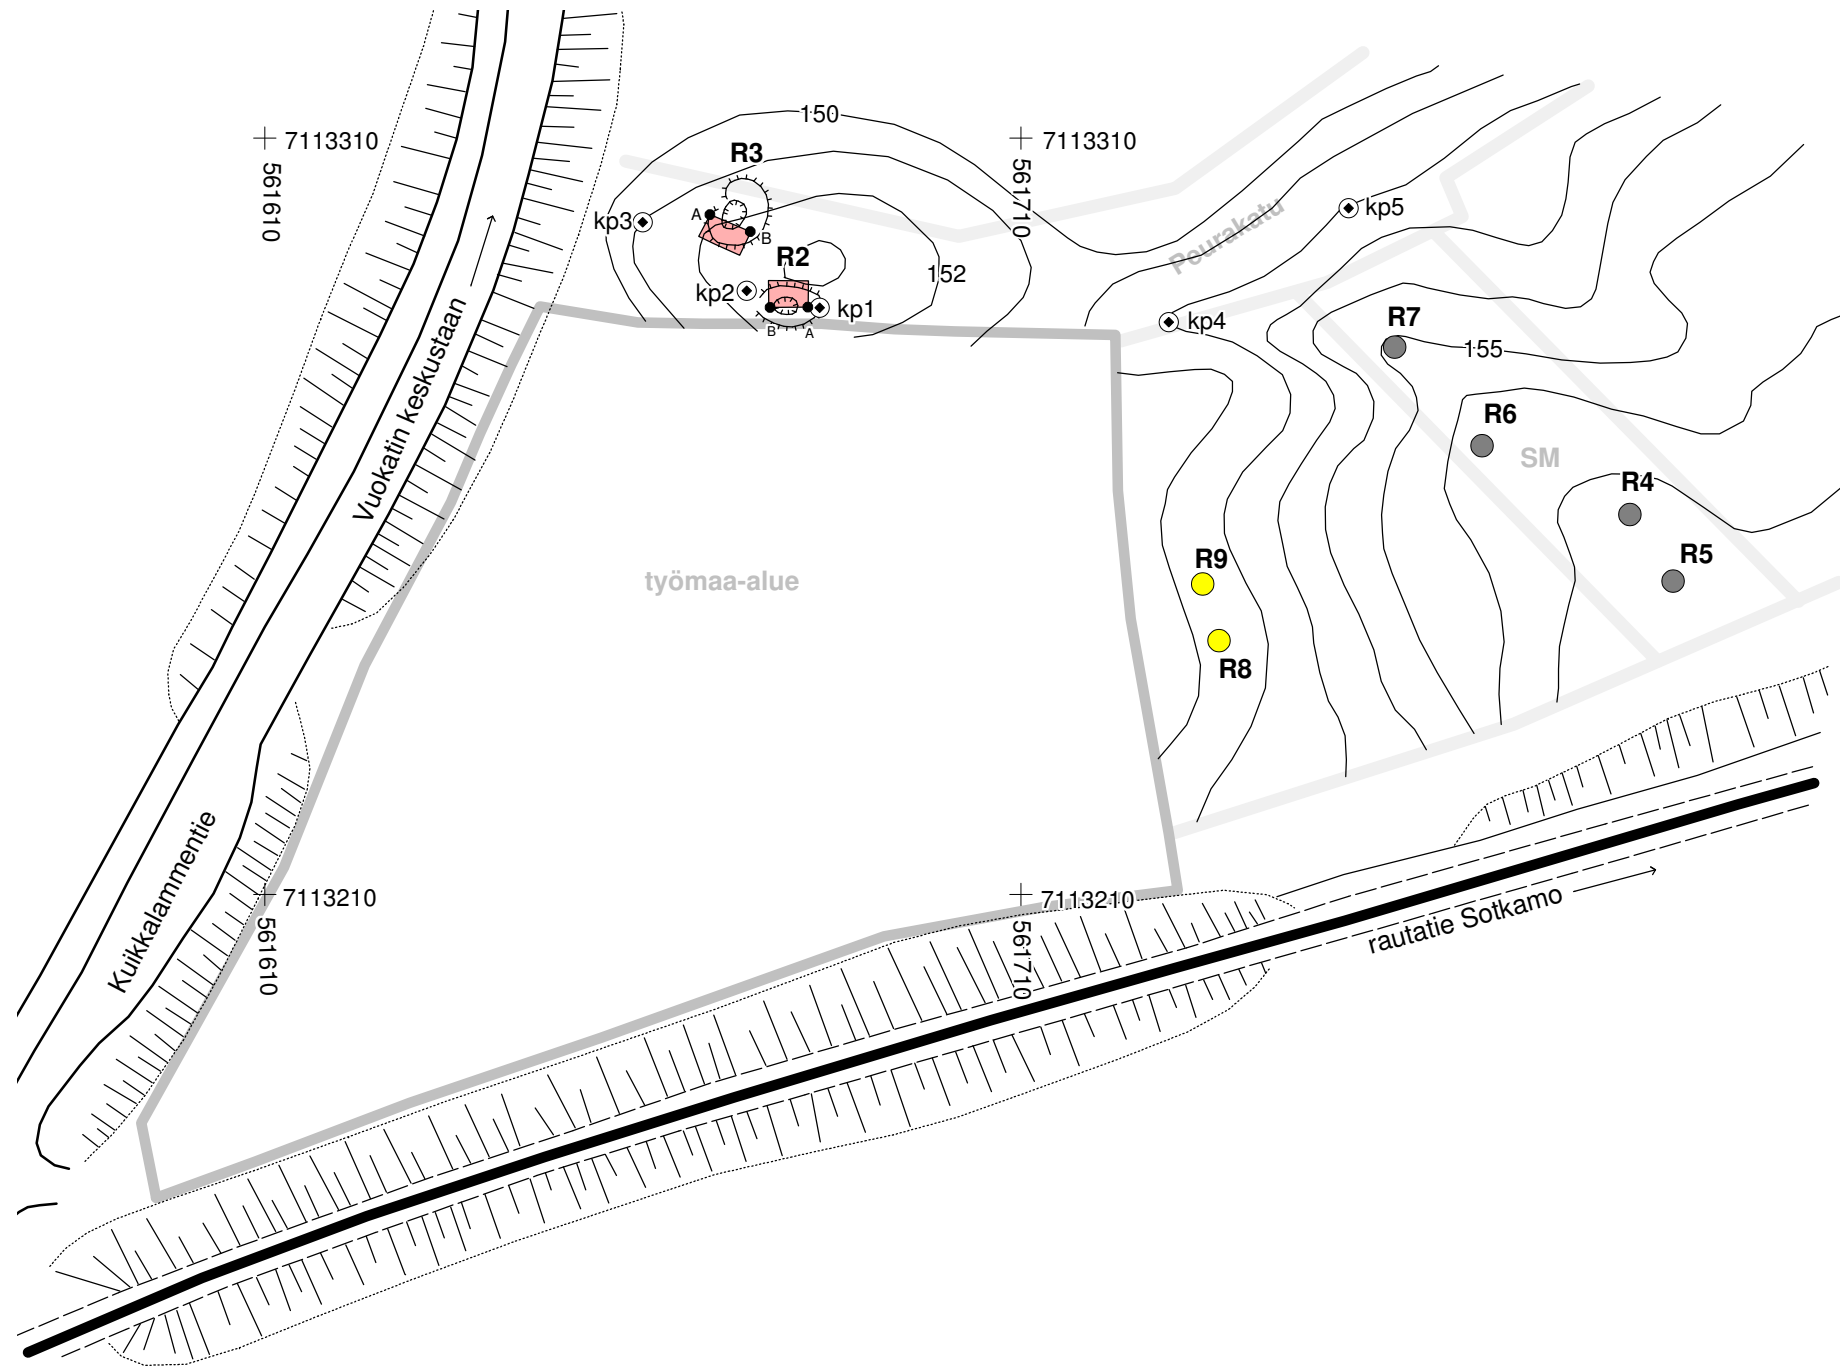 150
7113310
7113310
R3
561610
561710
kp3
A
B
kp5
Peurakatu
R2
152
kp2
kp1
B
A
kp4
R7
155
Vuokatin keskustaan
R6
SM
R4
R5
työmaa-alue
R9
R8
Kuikkalammentie
7113210
7113210
561610
561710
rautatie Sotkamo